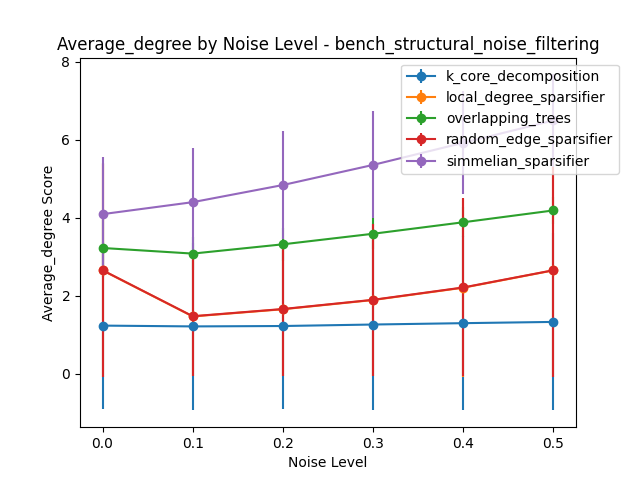 Average_degree by Noise Level - bench_structural_noise_filtering
k_core_decomposition
local_degree_sparsifier
overlapping_trees
random_edge_sparsifier
simmelian_sparsifier
Average_degree Score
8
6
4
2
0
0.0 0.1 0.2 0.3 0.4 0.5
Noise Level